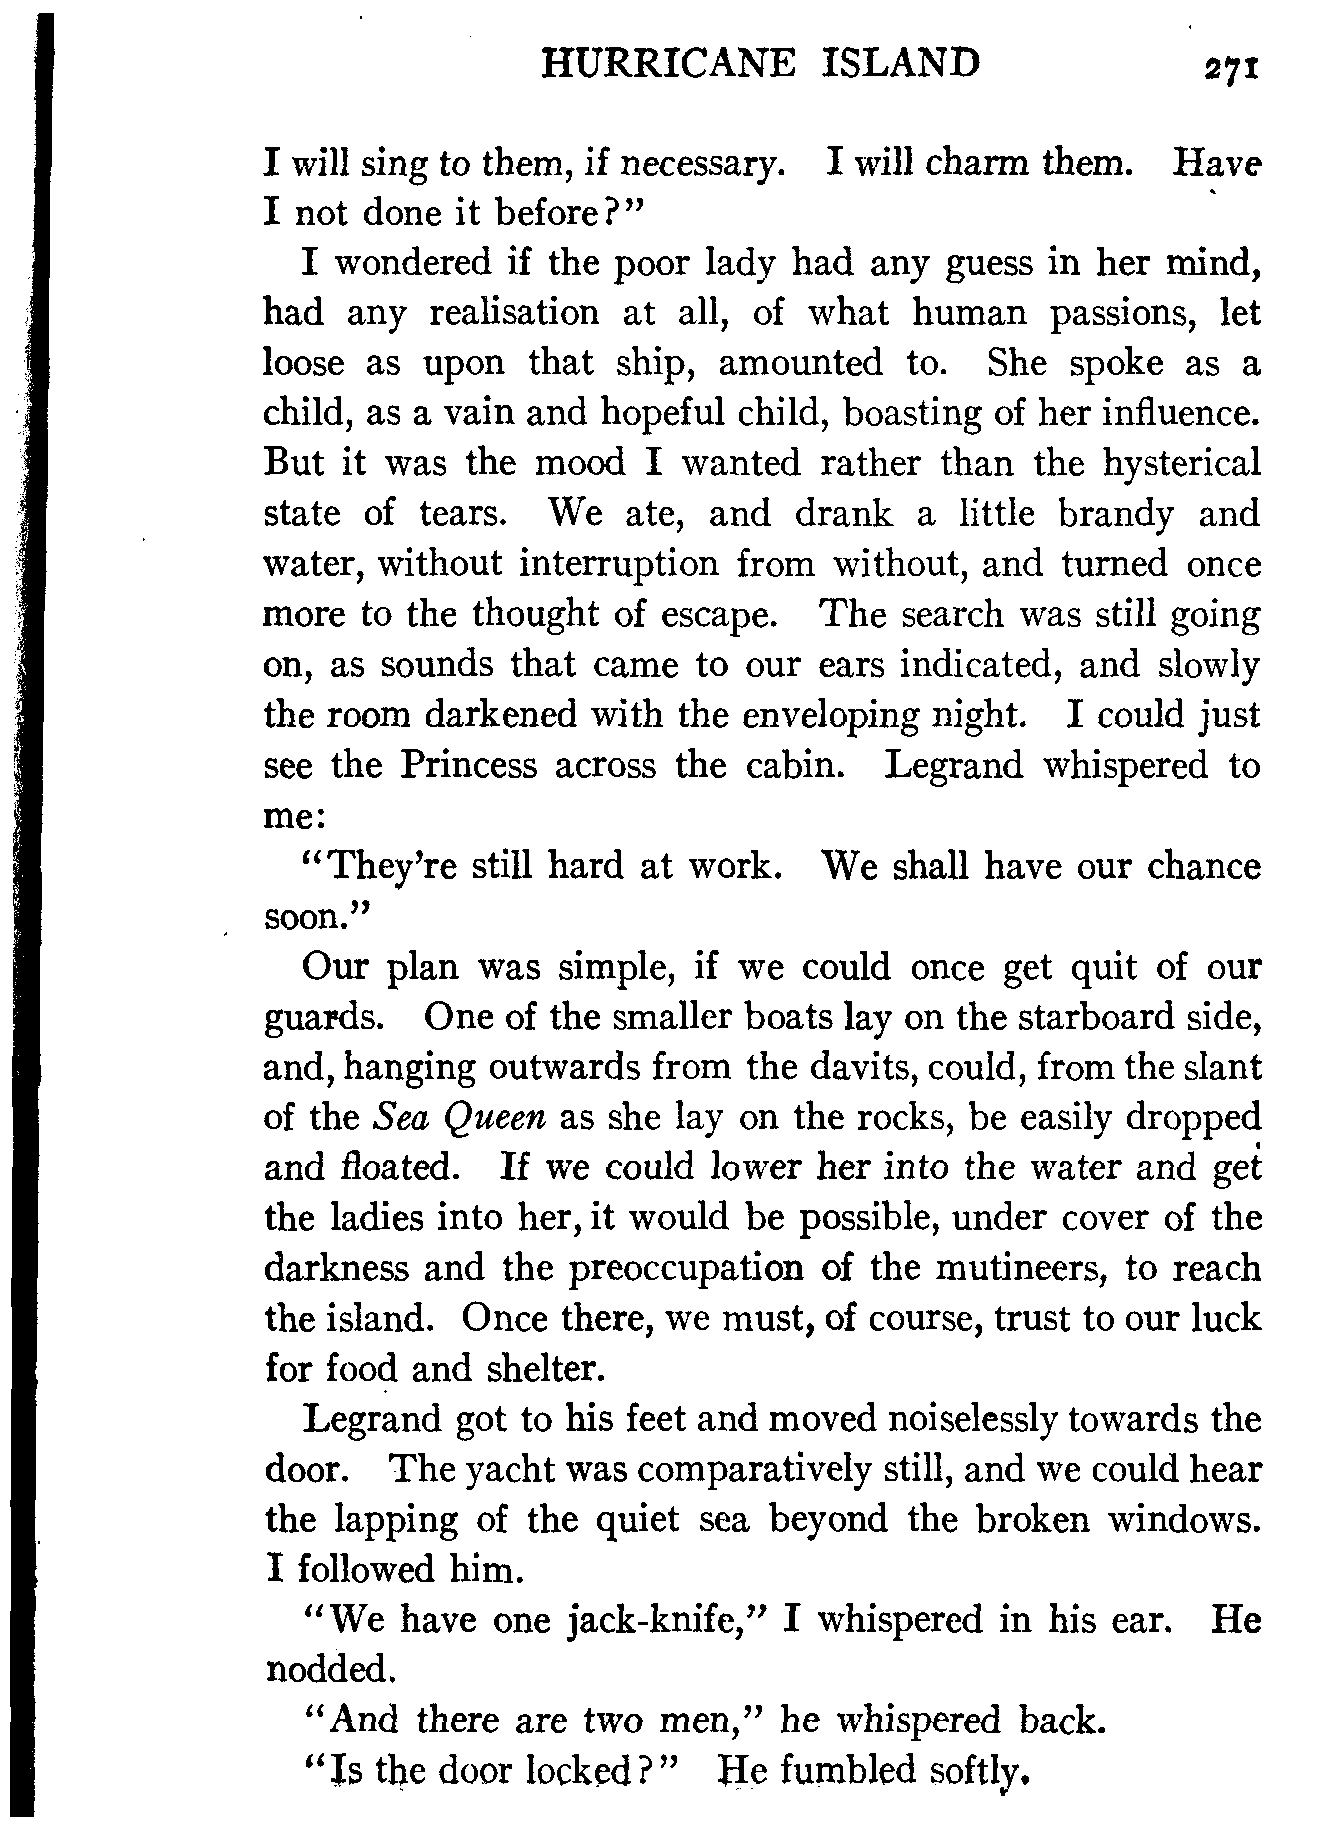 HURRICANE ISLAND 271
I will sing to them, if necessary. I will charm them. Have
I not done it before?"
I wondered if the poor lady had any guess in her mind,
had any realisation at all, of what human passions, let
loose as upon that ship, amounted to. She spoke as a
child, as a vain and hopeful child, boasting of her influence.
But it was the mood I wanted rather than the hysterical
state of tears. We ate, and drank a little brandy and
water, without interruption from without, and turned once
more to the thought of escape. The search was still going
on, as sounds that came to our ears indicated, and slowly
the room darkened with the enveloping night. I could just
see the Princess across the cabin. Legrand whispered to
me:
"They're still hard at work. We shall have our chance
soon."
Our plan was simple, if we could once get quit of our
guards. One of the smaller boats lay on the starboard side,
and, hanging outwards from the davits, could, from the slant
of the Sea Queen as she lay on the rocks, be easily dropped
and floated. If we could lower her into the water and get
the ladies into her, it would be possible, under cover of the
darkness and the preoccupation of the mutineers, to reach
the island. Once there, we must, of course, trust to our luck
for food and shelter.
Legrand got to his feet and moved noiselessly towards the
door. The yacht was comparatively still, and we could hear
the lapping of the quiet sea beyond the broken windows.
I followed him.
"We have one jack-knife," I whispered in his ear. He
nodded.
"And there are two men," he whispered back.
"Is the door locked?" He fumbled softly.